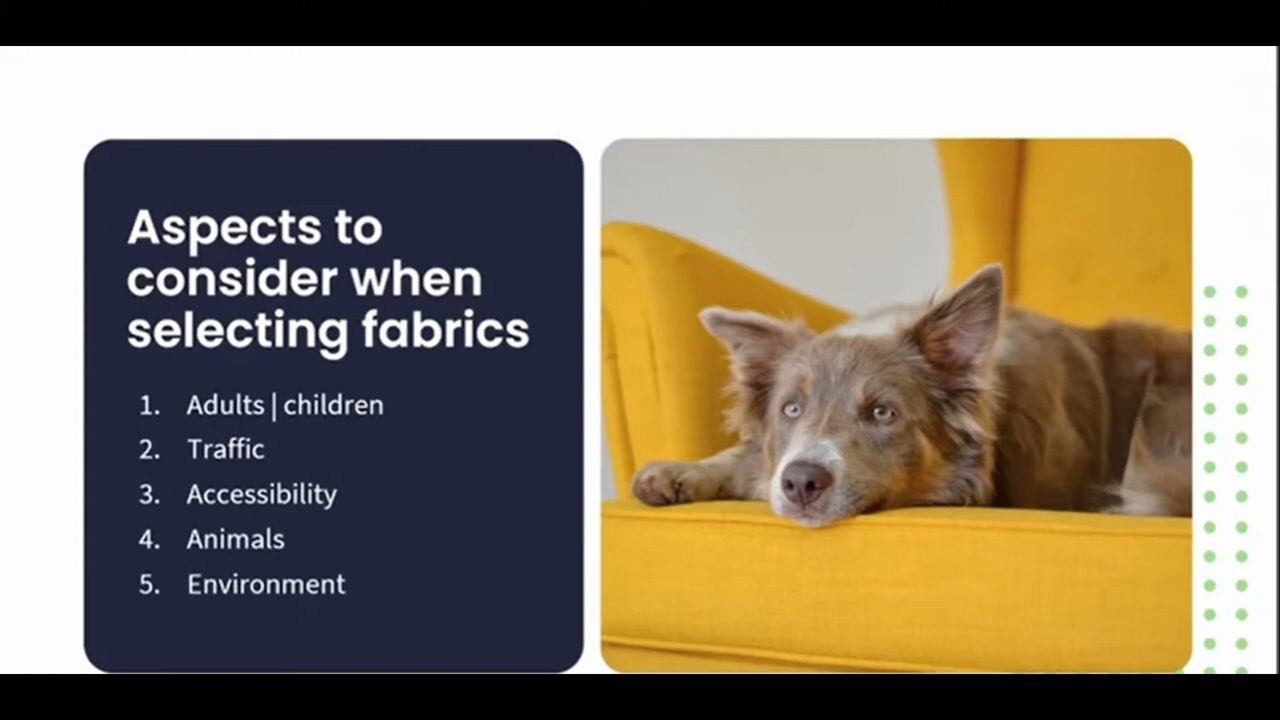 Aspects to
consider when
selecting fabrics
1. Adults | children
2. Traffic
3. Accessibility
4. Animals
5. Environment